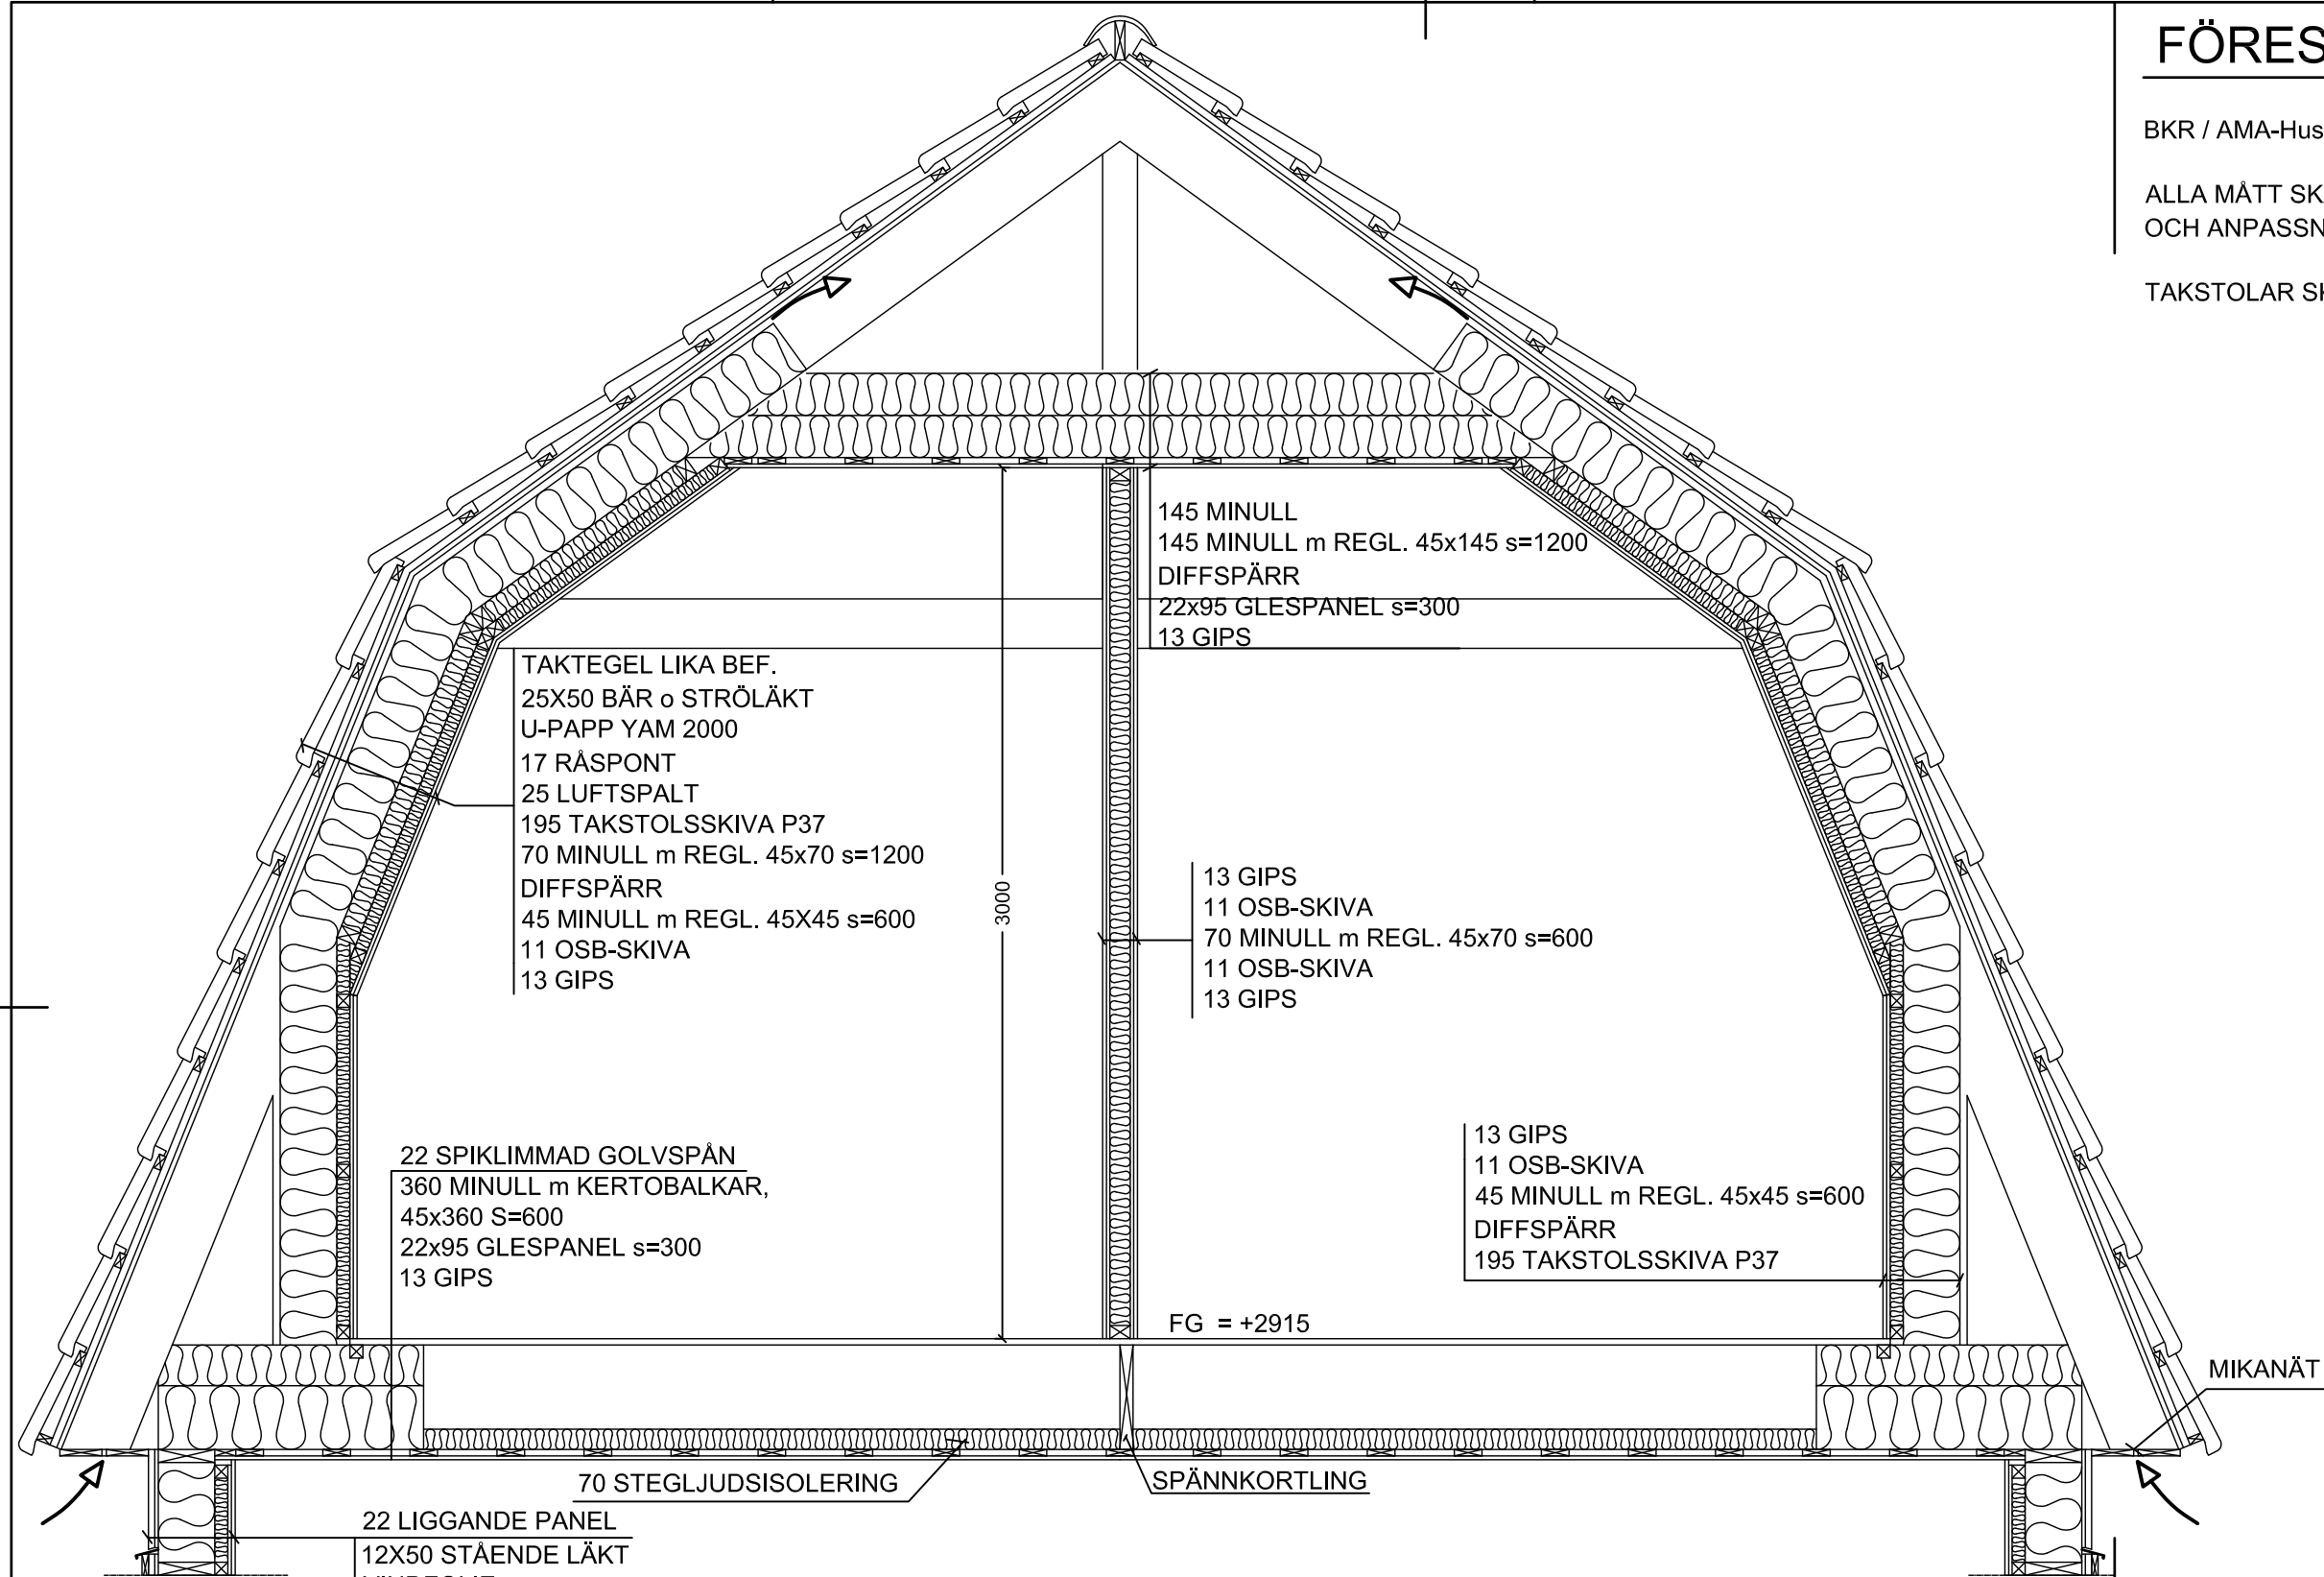 FÖRES
BKR / AMA-Hus
ALLA MÅTT SK
OCH ANPASSN
TAKSTOLAR SK
145 MINULL
145 MINULL m REGL. 45x145 s=1200
DIFFSPÄRR
22x95 GLESPANEL s=300
13 GIPS
TAKTEGEL LIKA BEF.
25X50 BÄR o STRÖLÄKT
U-PAPP YAM 2000
17 RÅSPONT
25 LUFTSPALT
195 TAKSTOLSSKIVA P37
70 MINULL m REGL. 45x70 s=1200
DIFFSPÄRR
45 MINULL m REGL. 45X45 s=600
11 OSB-SKIVA
13 GIPS
3000
13 GIPS
11 OSB-SKIVA
70 MINULL m REGL. 45x70 s=600
11 OSB-SKIVA
13 GIPS
22 SPIKLIMMAD GOLVSPÅN
360 MINULL m KERTOBALKAR,
45x360 S=600
22x95 GLESPANEL s=300
13 GIPS
13 GIPS
11 OSB-SKIVA
45 MINULL m REGL. 45x45 s=600
DIFFSPÄRR
195 TAKSTOLSSKIVA P37
FG = +2915
MIKANÄT
70 STEGLJUDSISOLERING
SPÄNNKORTLING
22 LIGGANDE PANEL
12X50 STÅENDE LÄKT